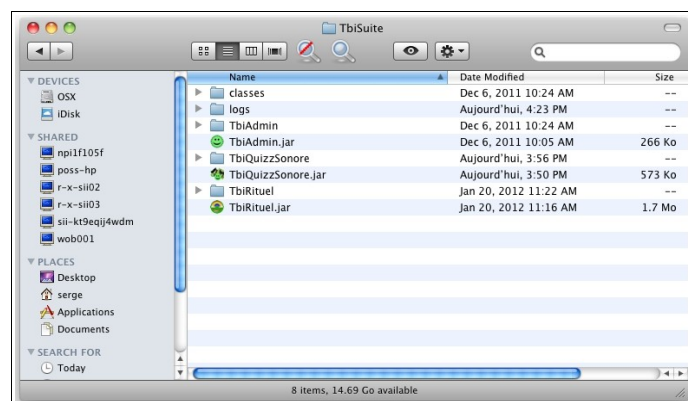 TbiSuite
Name Date Modified Size
DEVICES
OSX
iDisk
SHARED
npi1f105f
poss-hp
r-x-sii02
r-x-sii03
sii-kt9eqij4wdm
wob001
PLACES
Desktop
serge
Applications
Documents
SEARCH FOR
Today
classes Dec 6, 2011 10:24 AM --
logs Aujourd'hui, 4:23 PM --
TbiAdmin Dec 6, 2011 10:24 AM --
TbiAdmin.jar Dec 6, 2011 10:05 AM 266 Ko
TbiQuizzSonore Aujourd'hui, 3:56 PM --
TbiQuizzSonore.jar Aujourd'hui, 3:50 PM 573 Ko
TbiRituel Jan 20, 2012 11:22 AM --
TbiRituel.jar Jan 20, 2012 11:16 AM 1.7 Mo
8 items, 14.69 Go available